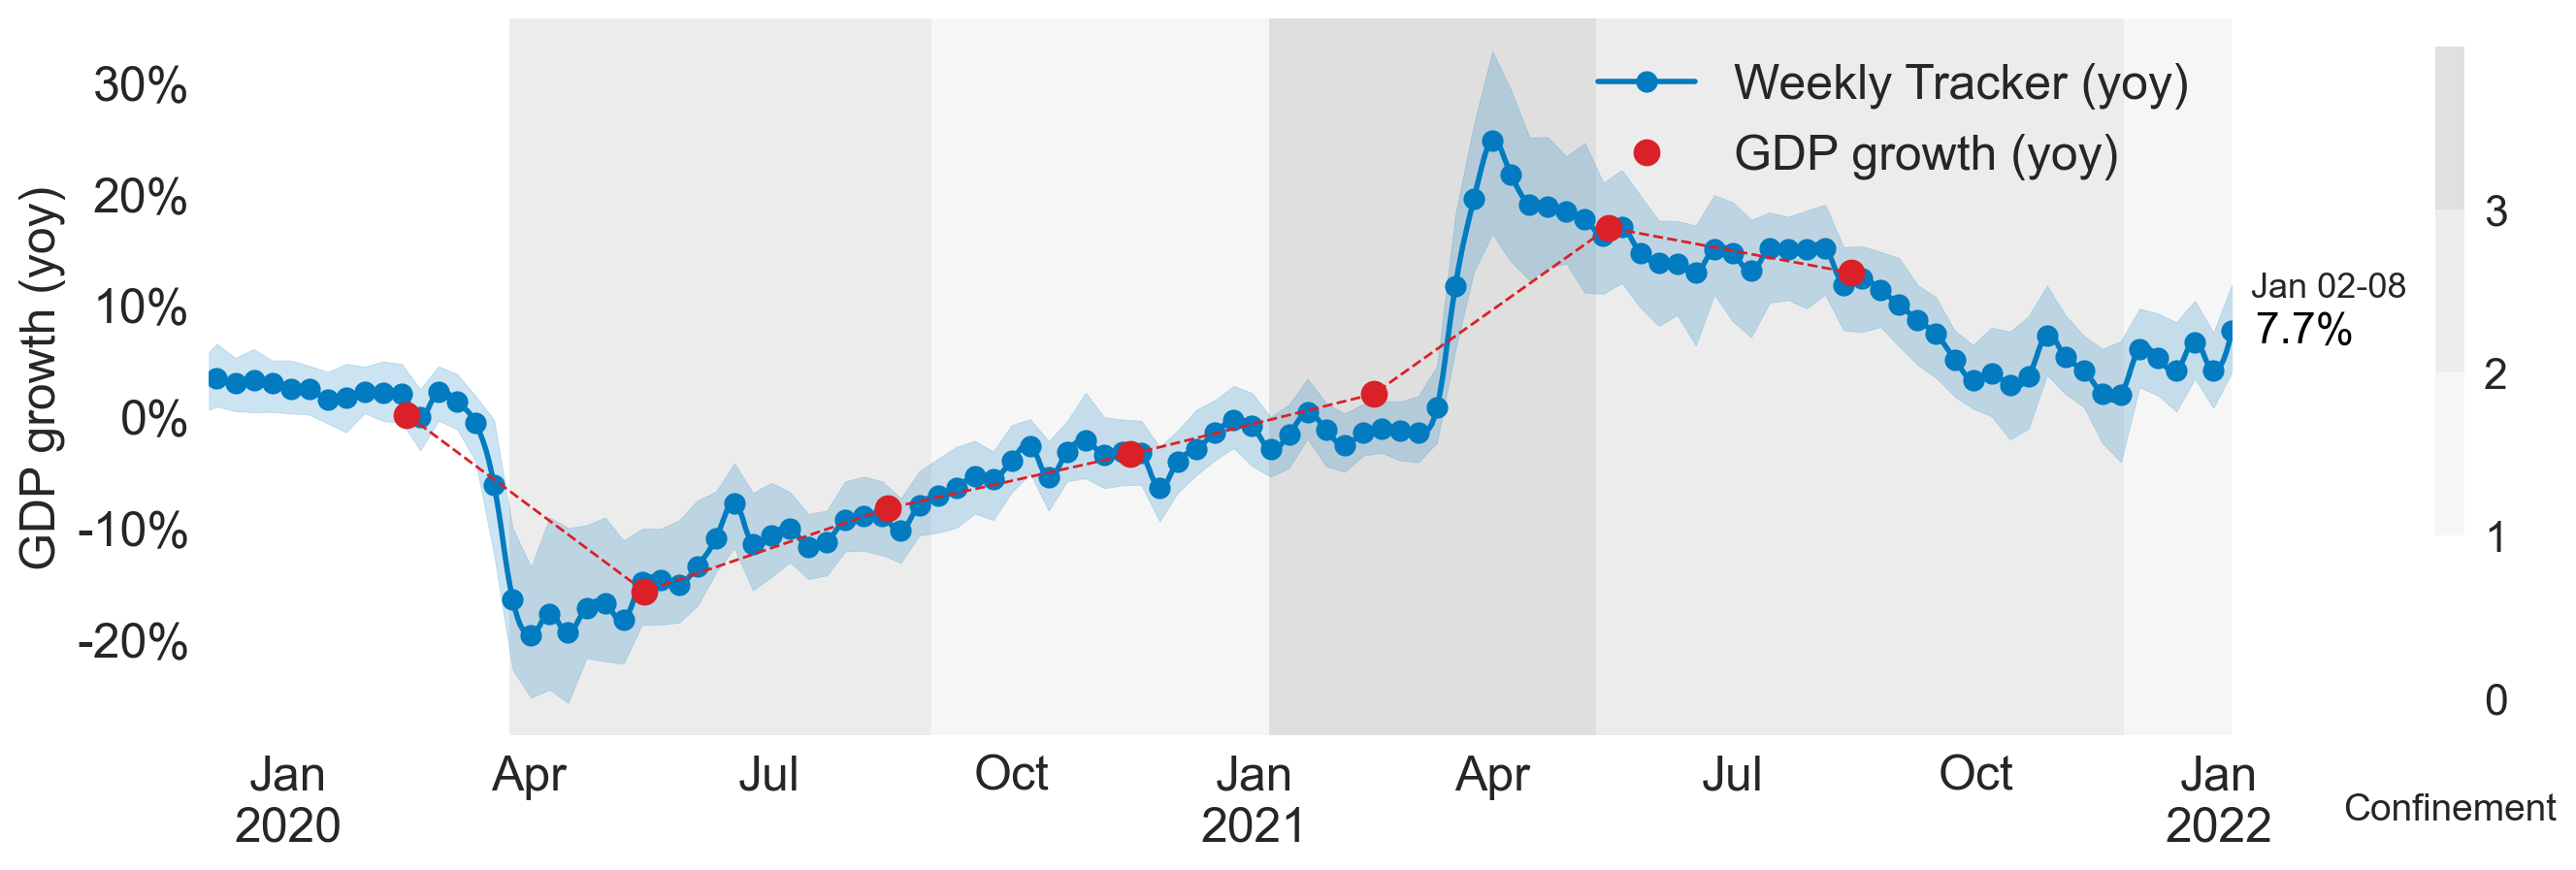 GDP growth (yoy)
30%
20%
10%
0%
-10%
-20%
Weekly Tracker (yoy)
GDP growth (yoy)
Jan 02-08
7.7%
3
2
1
0
Confinement
Jan Apr Jul Oct Jan Apr Jul Oct Jan
2020 2021 2022